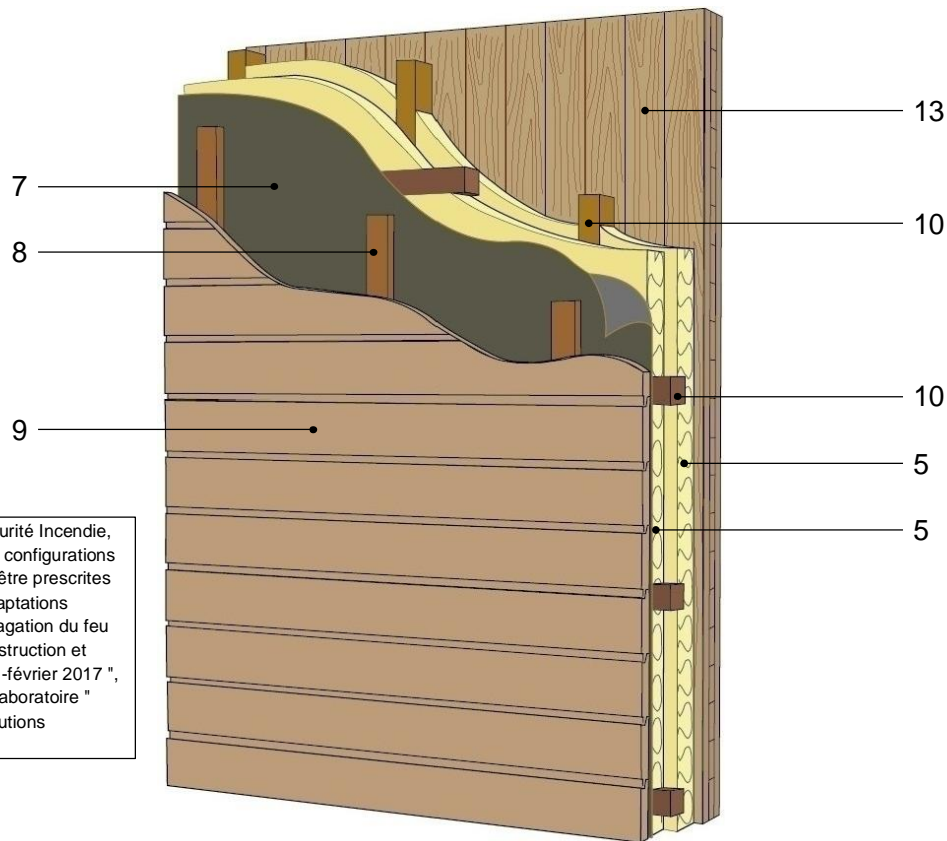 13
7
10
8
10
9
5
5
urité Incendie,
configurations
être prescrites
aptations
agation du feu
struction et
-février 2017 ",
aboratoire "
utions